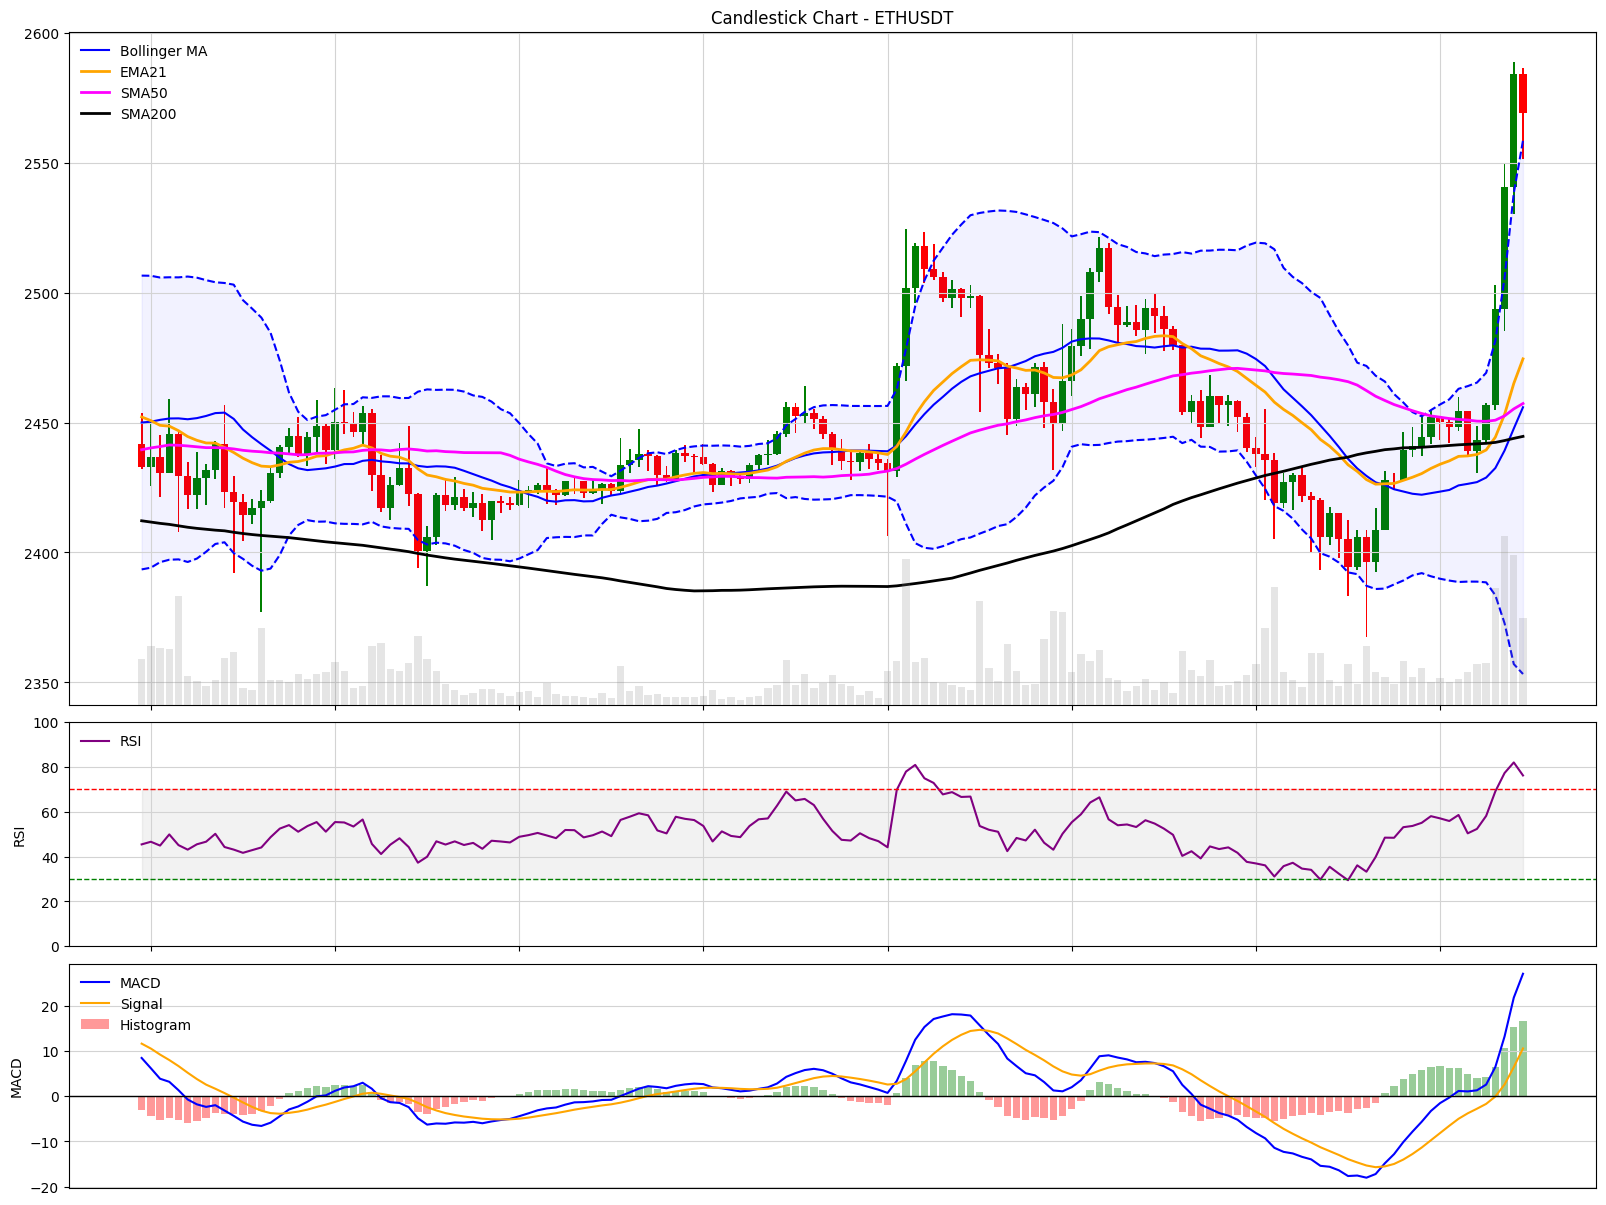 Candlestick Chart - ETHUSDT
2600
2550
2500
2450
2400
2350
Bollinger MA
EMA21
SMA50
SMA200
100
80
60
40
20
0
RSI
RSI
20
10
0
−10
−20
MACD
MACD
Signal
Histogram